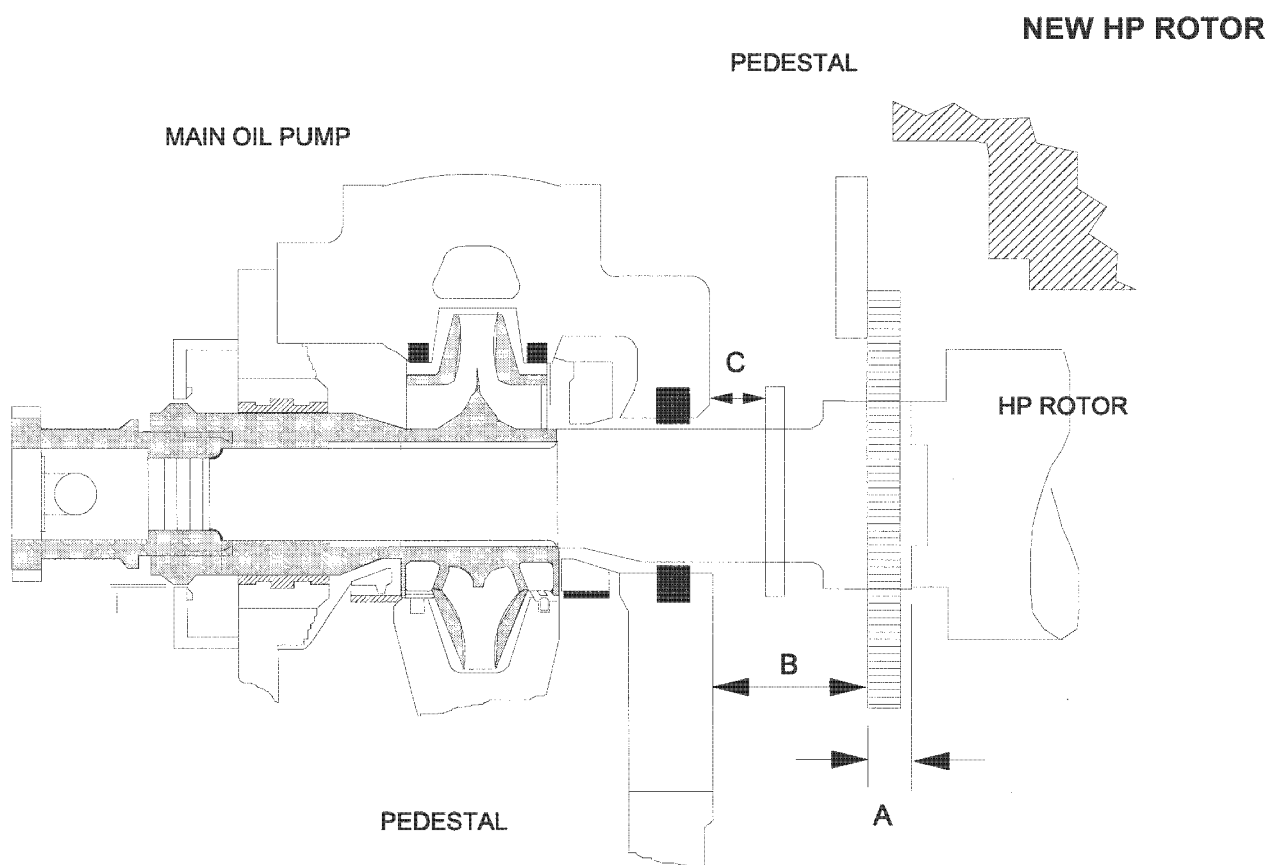 NEW HP ROTOR
PEDESTAL
MAIN OIL PUMP
C
HP ROTOR
B
A
PEDESTAL